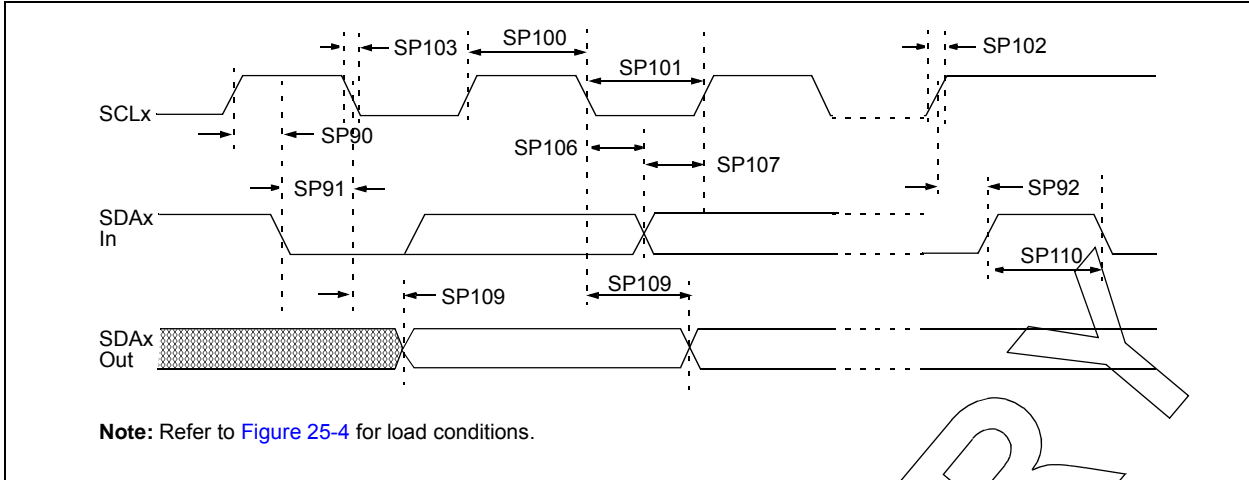 SP103
SP100
SP102
SP101
SCLx
SP90
SP106
SP107
SP91
SP92
SDAx
In
SP110
SP109
SP109
SDAx
Out
Note: Refer to Figure 25-4 for load conditions.